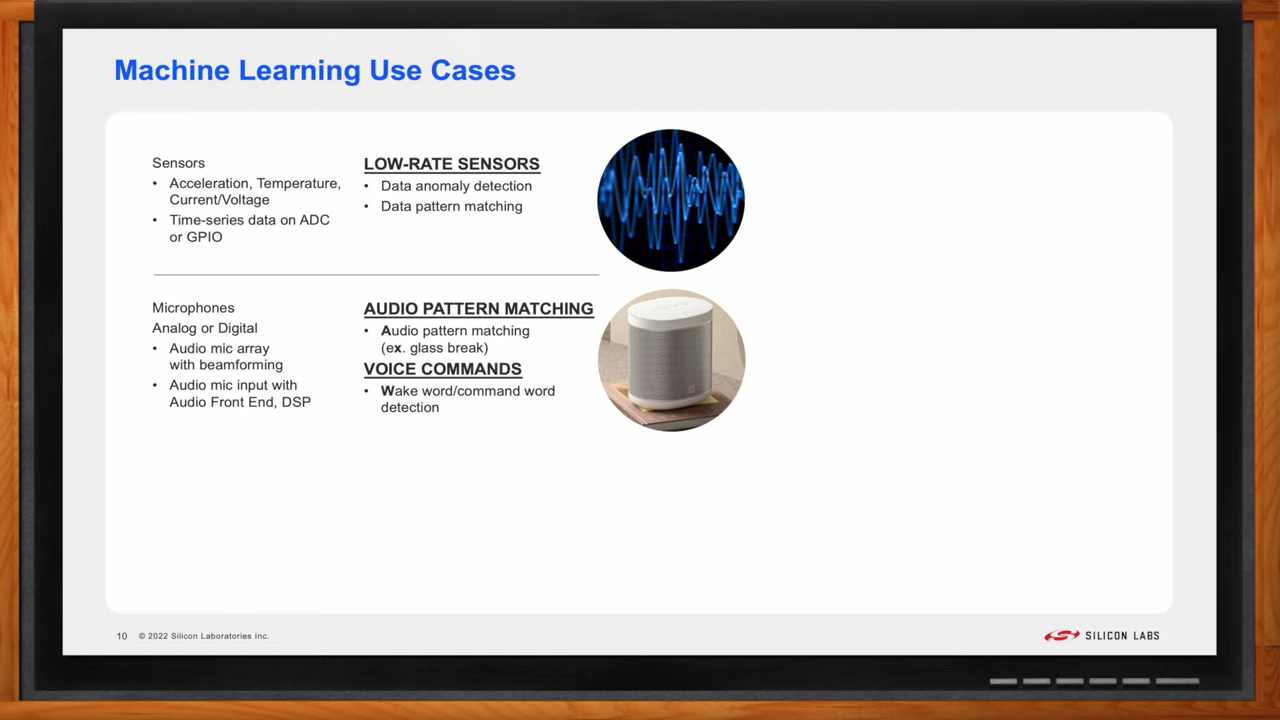 Machine Learning Use Cases
Sensors
• Acceleration, Temperature,
Current/Voltage
• Time-series data on ADC
or GPIO
LOW-RATE SENSORS
• Data anomaly detection
• Data pattern matching
Microphones
Analog or Digital
• Audio mic array
with beamforming
• Audio mic input with
Audio Front End, DSP
AUDIO PATTERN MATCHING
• Audio pattern matching
(ex. glass break)
VOICE COMMANDS
• Wake word/command word
detection
10 © 2022 Silicon Laboratories Inc.
SILICON LABS